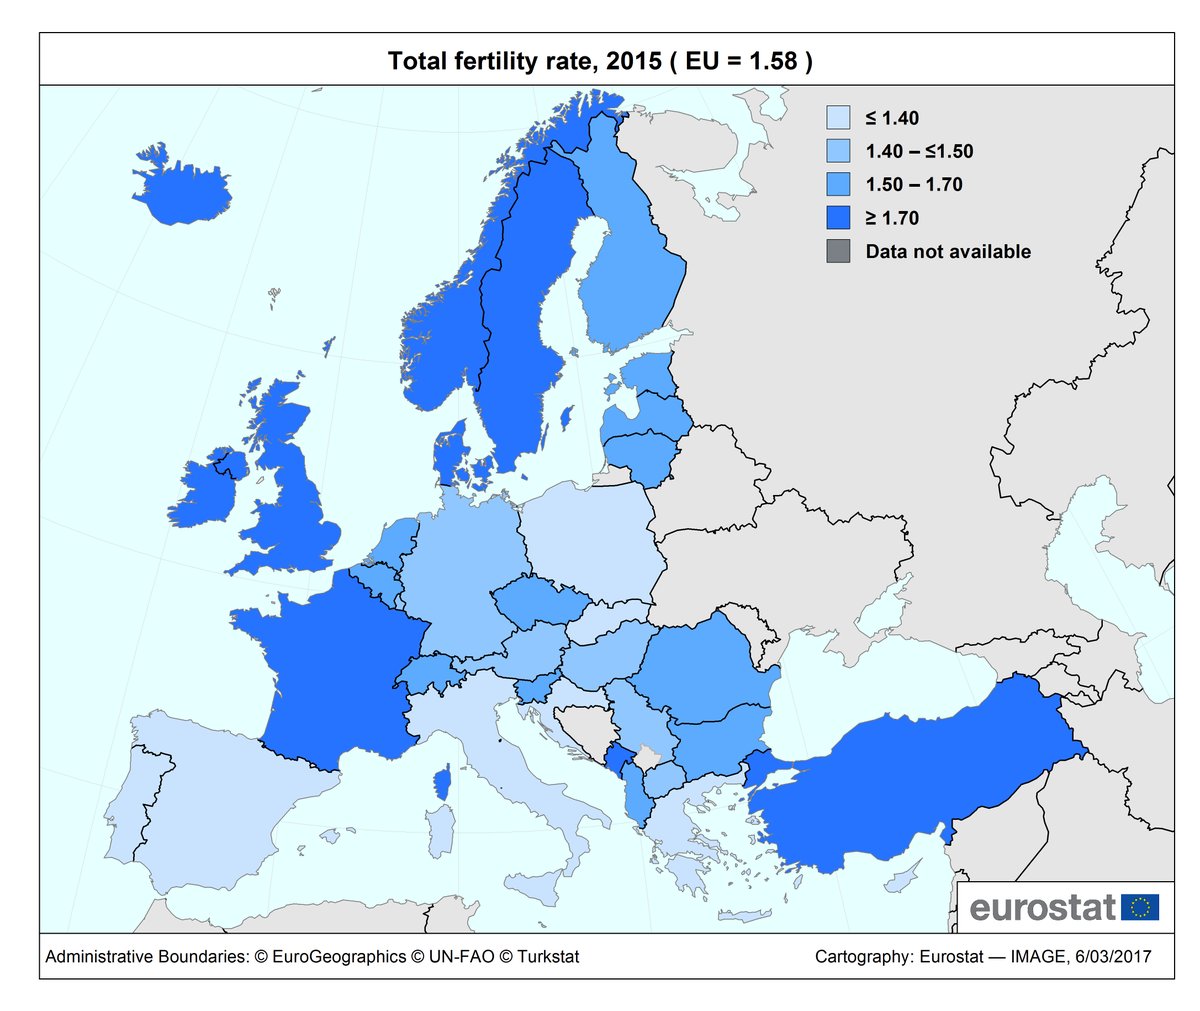 Total fertility rate, 2015 ( EU = 1.58 )
≤ 1.40
1.40 – ≤1.50
1.50 – 1.70
≥ 1.70
Data not available
eurostat
Administrative Boundaries: © EuroGeographics © UN-FAO © Turkstat
Cartography: Eurostat — IMAGE, 6/03/2017